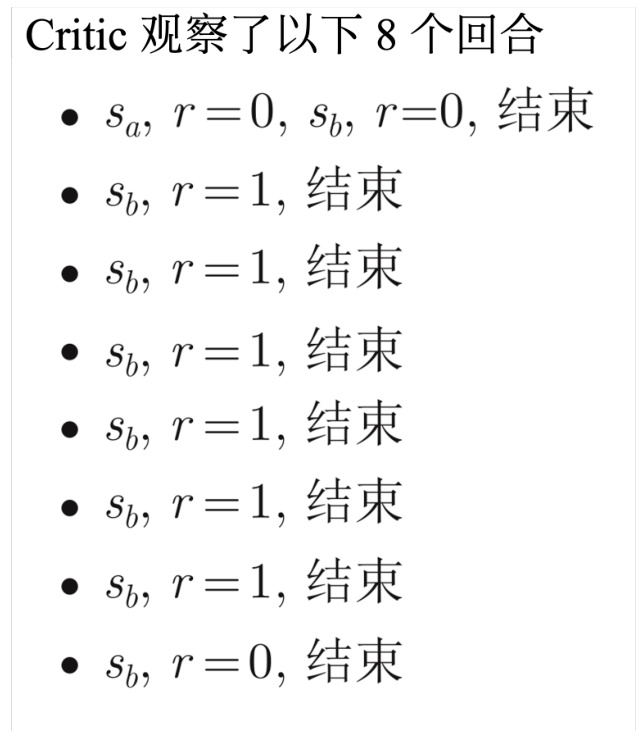 Critic 观察了以下 8 个回合
• s_a, r = 0, s_b, r=0, 结束
• s_b, r = 1, 结束
• s_b, r = 1, 结束
• s_b, r = 1, 结束
• s_b, r = 1, 结束
• s_b, r = 1, 结束
• s_b, r = 1, 结束
• s_b, r = 0, 结束